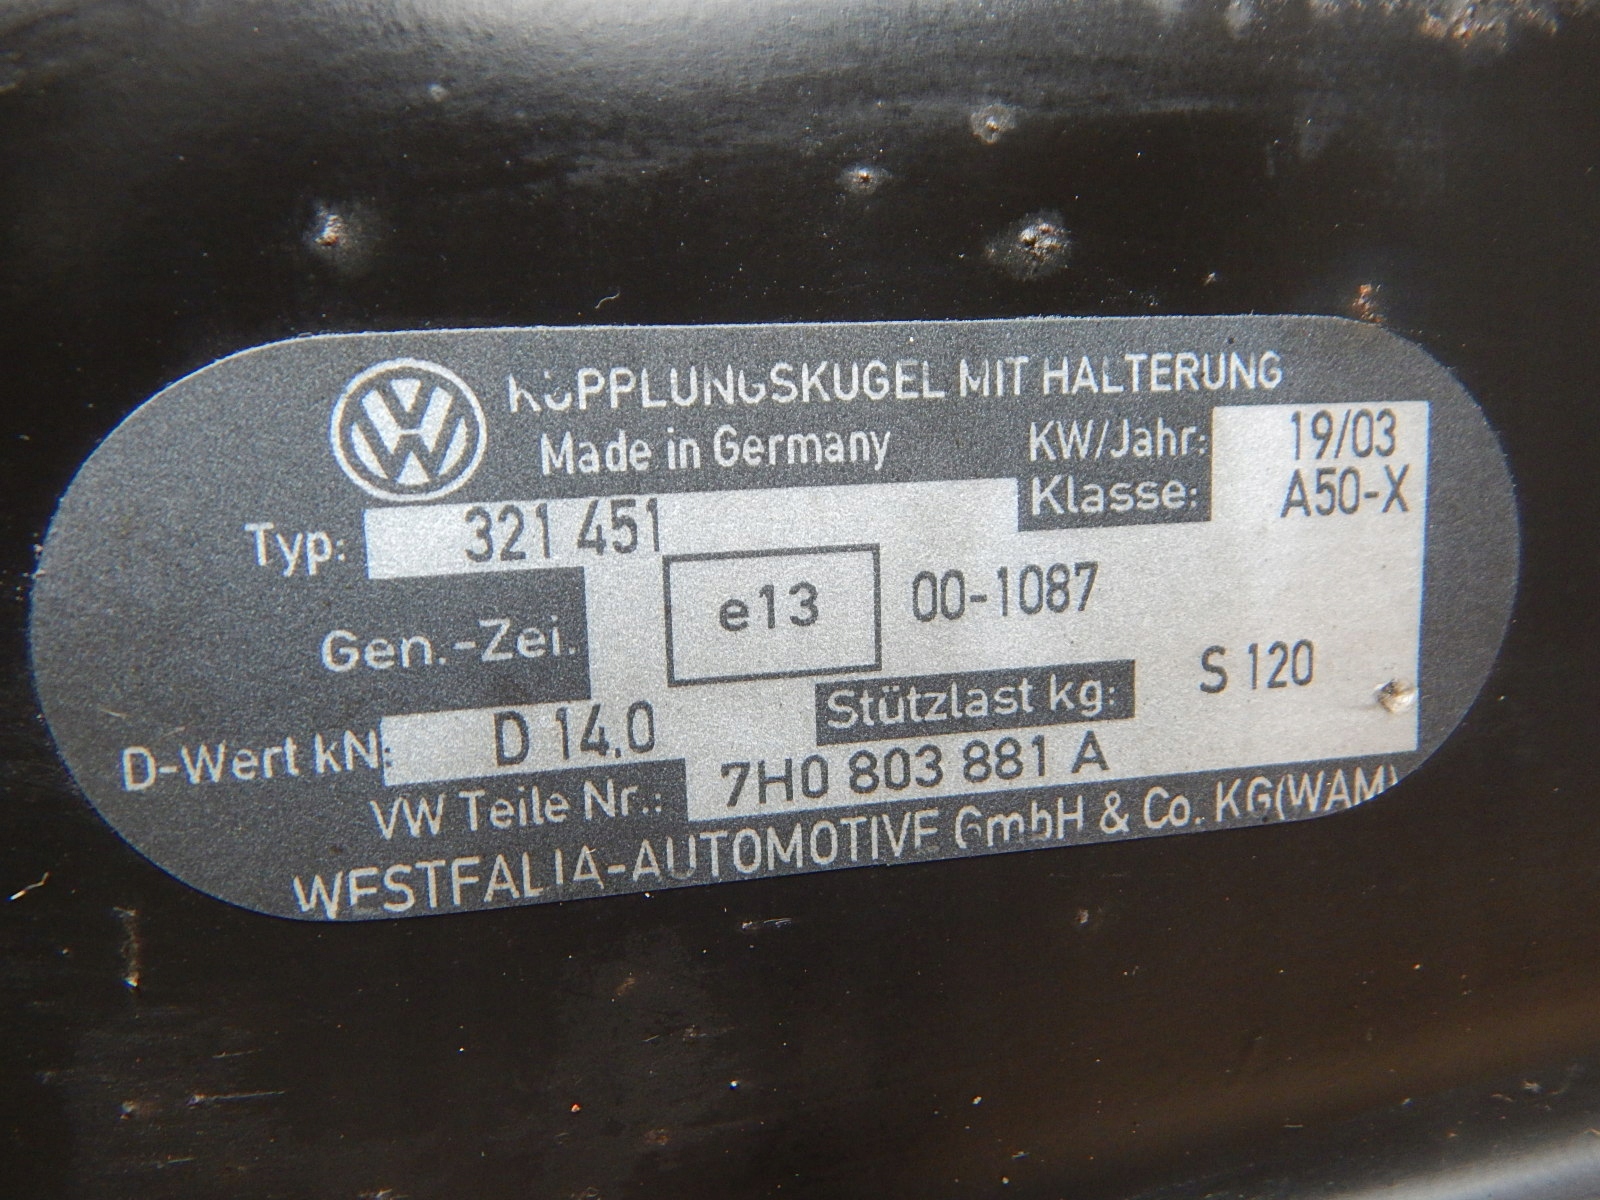 KUPPLUNGSKUGEL MIT HALTERUNG
Made in Germany
KW/Jahr: 19/03
Klasse: A50-X
Typ: 321 451
Gen.-Zei. e13 00-1087
D-Wert kN: D 14.0
Stützlast kg: S 120
VW Teile Nr.: 7H0 803 881 A
WESTFALIA-AUTOMOTIVE GmbH & Co. KG(WAM)